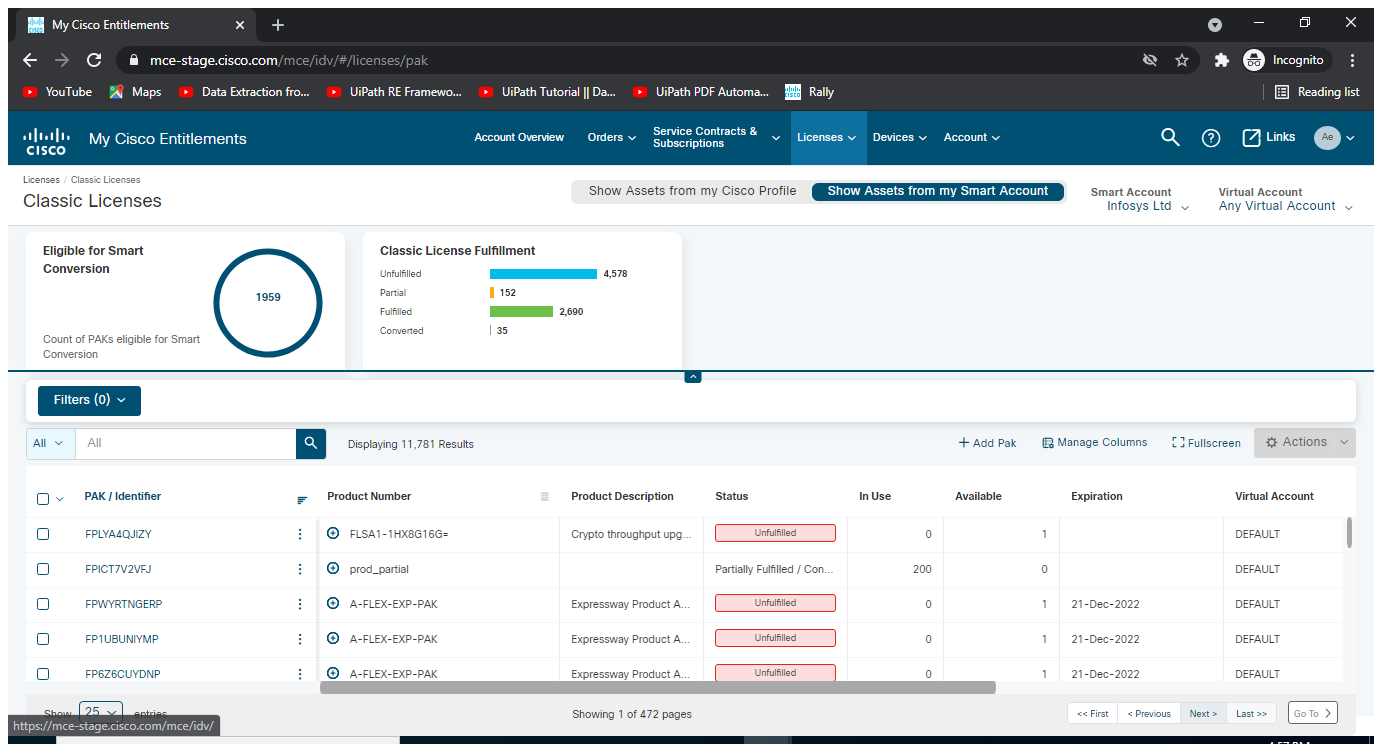 My Cisco Entitlements
mce-stage.cisco.com/mce/idv/#/licenses/pak
Incognito
YouTube Maps Data Extraction fro... UiPath RE Framewo... UiPath Tutorial || Da... UiPath PDF Automa... Rally Reading list
CISCO My Cisco Entitlements Account Overview Orders Service Contracts & Subscriptions Licenses Devices Account Links Ae
Licenses / Classic Licenses
Classic Licenses
Show Assets from my Cisco Profile Show Assets from my Smart Account
Smart Account Virtual Account
Infosys Ltd Any Virtual Account
Eligible for Smart
Conversion
1959
Count of PAKs eligible for Smart
Conversion
Classic License Fulfillment
Unfulfilled 4,578
Partial 152
Fulfilled 2,690
Converted 35
Filters (0)
All All Displaying 11,781 Results + Add Pak Manage Columns Fullscreen Actions
PAK / Identifier Product Number Product Description Status In Use Available Expiration Virtual Account
FPLYA4QJIZY FLSA1-1HX8G16G= Crypto throughput upg... Unfulfilled 0 1 DEFAULT
FPICT7V2VFJ prod_partial Partially Fulfilled / Con... 200 0 DEFAULT
FPWYRTNGERP A-FLEX-EXP-PAK Expressway Product A... Unfulfilled 0 1 21-Dec-2022 DEFAULT
FP1UBUNIYMP A-FLEX-EXP-PAK Expressway Product A... Unfulfilled 0 1 21-Dec-2022 DEFAULT
FP6Z6CUYDNP A-FLEX-EXP-PAK Expressway Product A... Unfulfilled 0 1 21-Dec-2022 DEFAULT
Show 25 entries Showing 1 of 472 pages << First < Previous Next > Last >> Go To
https://mce-stage.cisco.com/mce/idv/